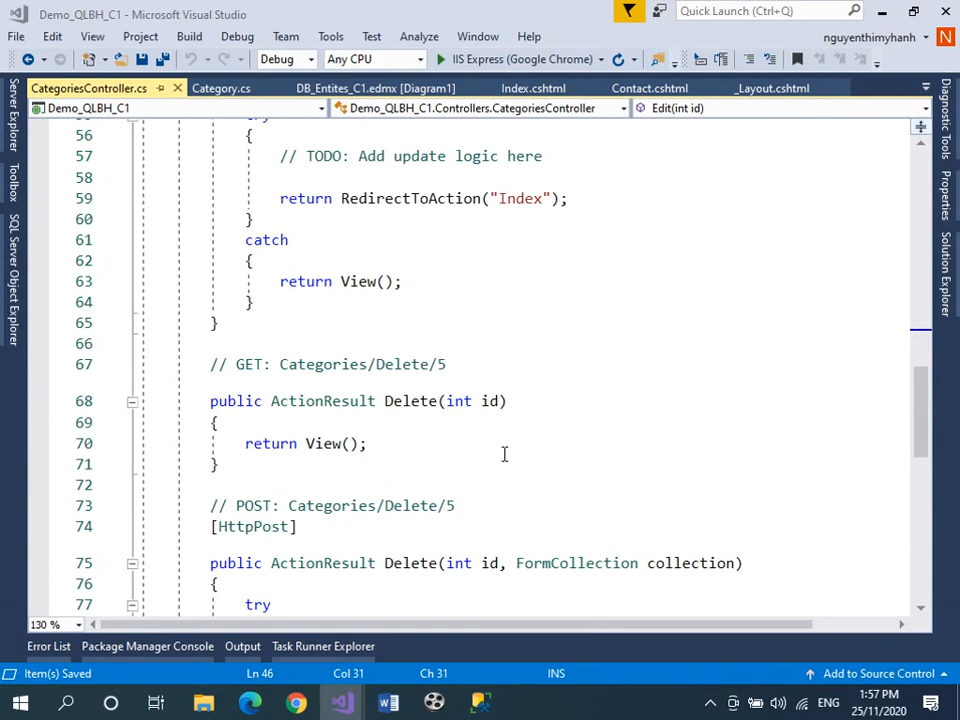 Demo_QLBH_C1 - Microsoft Visual Studio
Quick Launch (Ctrl+Q)
File Edit View Project Build Debug Team Tools Test Analyze Window Help
nguyenthimyhanh N
Debug Any CPU IIS Express (Google Chrome)
CategoriesController.cs Category.cs DB_Entites_C1.edmx [Diagram1] Index.cshtml Contact.cshtml _Layout.cshtml
Demo_QLBH_C1 Demo_QLBH_C1.Controllers.CategoriesController Edit(int id)
Server Explorer
Toolbox
SQL Server Object Explorer
Diagnostic Tools
Properties
Solution Explorer
55 try
56 {
57 // TODO: Add update logic here
58
59 return RedirectToAction("Index");
60 }
61 catch
62 {
63 return View();
64 }
65 }
66
67 // GET: Categories/Delete/5
68 public ActionResult Delete(int id)
69 {
70 return View();
71 }
72
73 // POST: Categories/Delete/5
74 [HttpPost]
75 public ActionResult Delete(int id, FormCollection collection)
76 {
77 try
130 %
Error List Package Manager Console Output Task Runner Explorer
Item(s) Saved Ln 46 Col 31 Ch 31 INS Add to Source Control
ENG 1:57 PM
25/11/2020